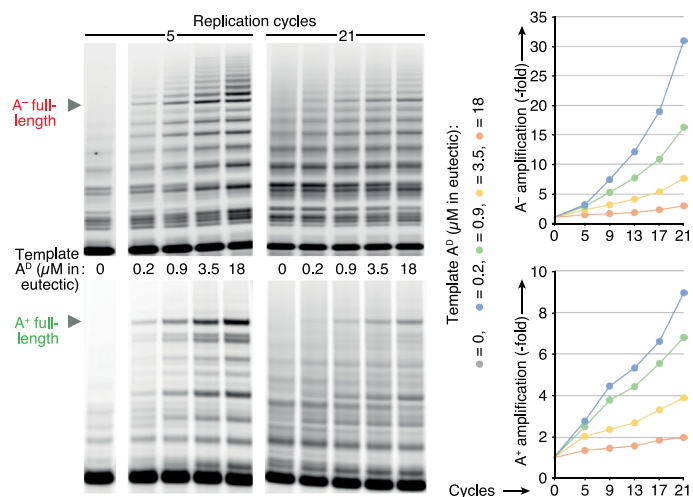 Replication cycles
5
21
A⁻ full-
length
Template
Aᴰ (µM in :
eutectic)
0 0.2 0.9 3.5 18 0 0.2 0.9 3.5 18
A⁺ full-
length
Template Aᴰ (µM in eutectic):
= 0, = 0.2, = 0.9, = 3.5, = 18
A⁻ amplification (-fold)
35
30
25
20
15
10
5
0
0 5 9 13 17 21
A⁺ amplification (-fold)
10
8
6
4
2
0
Cycles
0 5 9 13 17 21